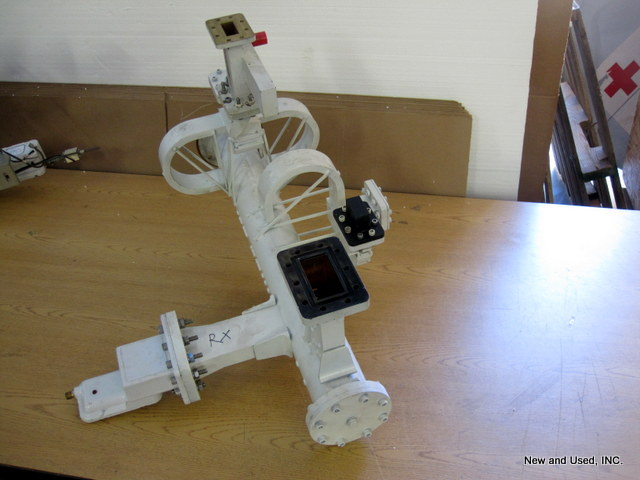 RX
New and Used, INC.